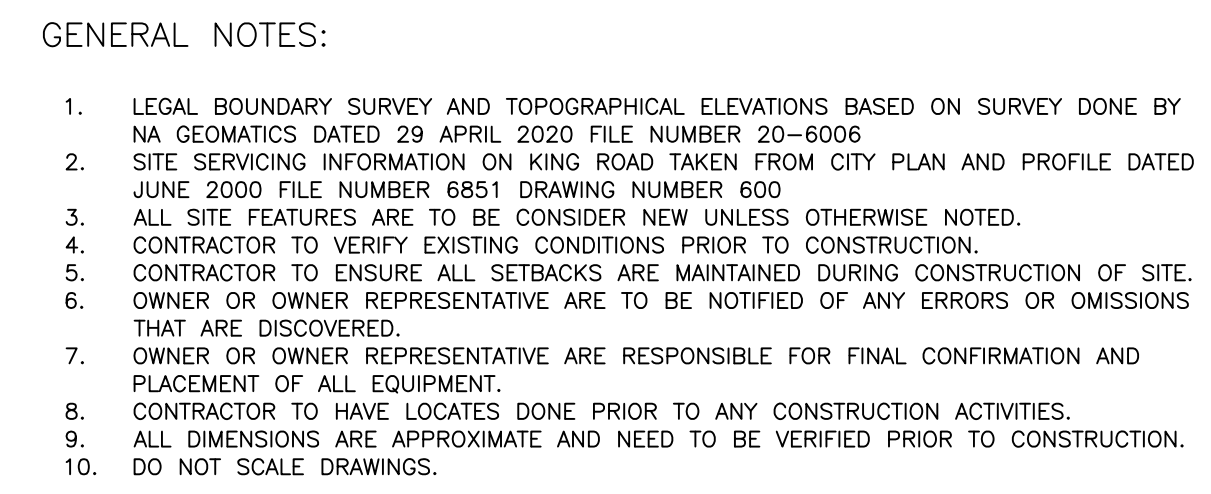 GENERAL NOTES:
1. LEGAL BOUNDARY SURVEY AND TOPOGRAPHICAL ELEVATIONS BASED ON SURVEY DONE BY
NA GEOMATICS DATED 29 APRIL 2020 FILE NUMBER 20-6006
2. SITE SERVICING INFORMATION ON KING ROAD TAKEN FROM CITY PLAN AND PROFILE DATED
JUNE 2000 FILE NUMBER 6851 DRAWING NUMBER 600
3. ALL SITE FEATURES ARE TO BE CONSIDER NEW UNLESS OTHERWISE NOTED.
4. CONTRACTOR TO VERIFY EXISTING CONDITIONS PRIOR TO CONSTRUCTION.
5. CONTRACTOR TO ENSURE ALL SETBACKS ARE MAINTAINED DURING CONSTRUCTION OF SITE.
6. OWNER OR OWNER REPRESENTATIVE ARE TO BE NOTIFIED OF ANY ERRORS OR OMISSIONS
THAT ARE DISCOVERED.
7. OWNER OR OWNER REPRESENTATIVE ARE RESPONSIBLE FOR FINAL CONFIRMATION AND
PLACEMENT OF ALL EQUIPMENT.
8. CONTRACTOR TO HAVE LOCATES DONE PRIOR TO ANY CONSTRUCTION ACTIVITIES.
9. ALL DIMENSIONS ARE APPROXIMATE AND NEED TO BE VERIFIED PRIOR TO CONSTRUCTION.
10. DO NOT SCALE DRAWINGS.